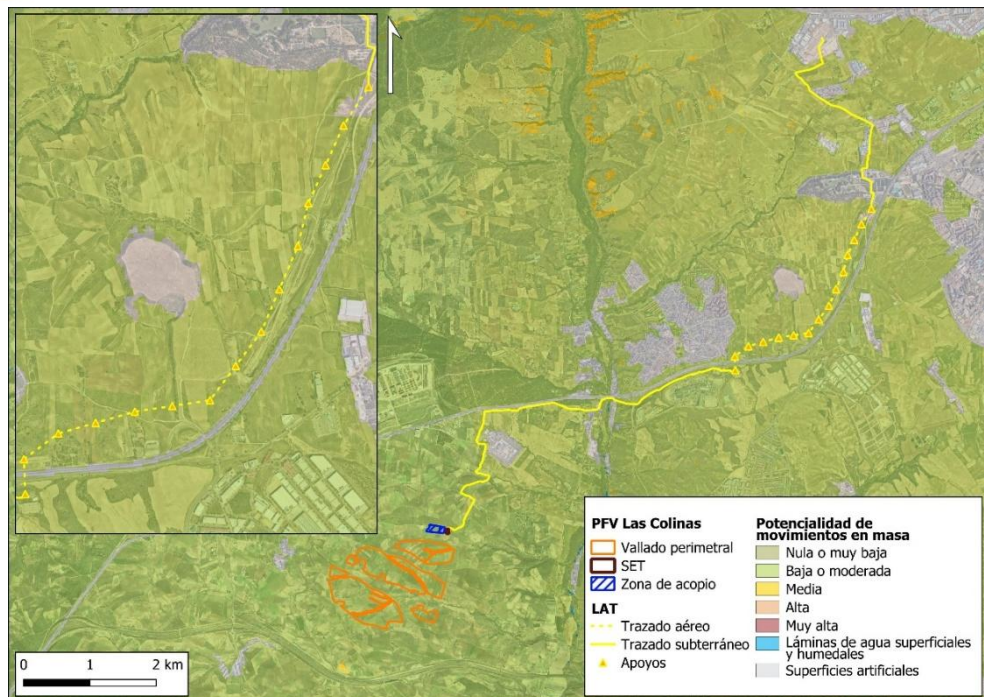 0 1 2 km
PFV Las Colinas
Vallado perimetral
SET
Zona de acopio
LAT
Trazado aéreo
Trazado subterráneo
Apoyos
Potencialidad de
movimientos en masa
Nula o muy baja
Baja o moderada
Media
Alta
Muy alta
Láminas de agua superficiales
y humedales
Superficies artificiales